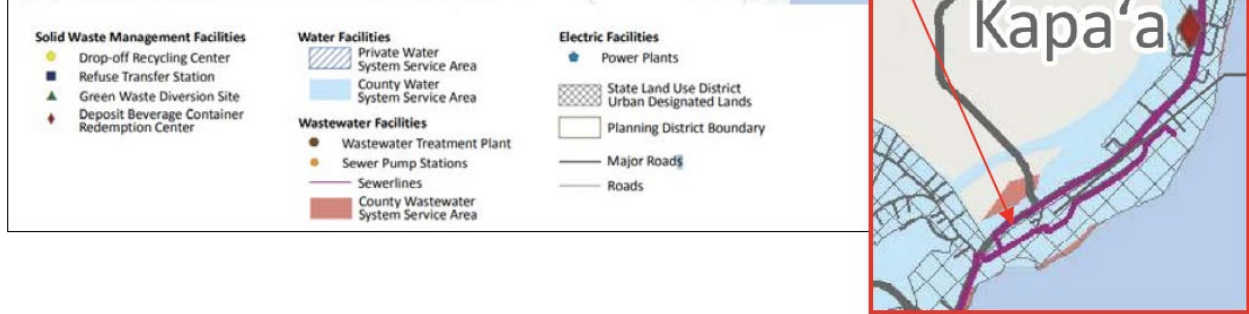 Solid Waste Management Facilities
Drop-off Recycling Center
Refuse Transfer Station
Green Waste Diversion Site
Deposit Beverage Container
Redemption Center
Water Facilities
Private Water
System Service Area
County Water
System Service Area
Wastewater Facilities
Wastewater Treatment Plant
Sewer Pump Stations
Sewerlines
County Wastewater
System Service Area
Electric Facilities
Power Plants
State Land Use District
Urban Designated Lands
Planning District Boundary
Major Roads
Roads
Kapaʻa